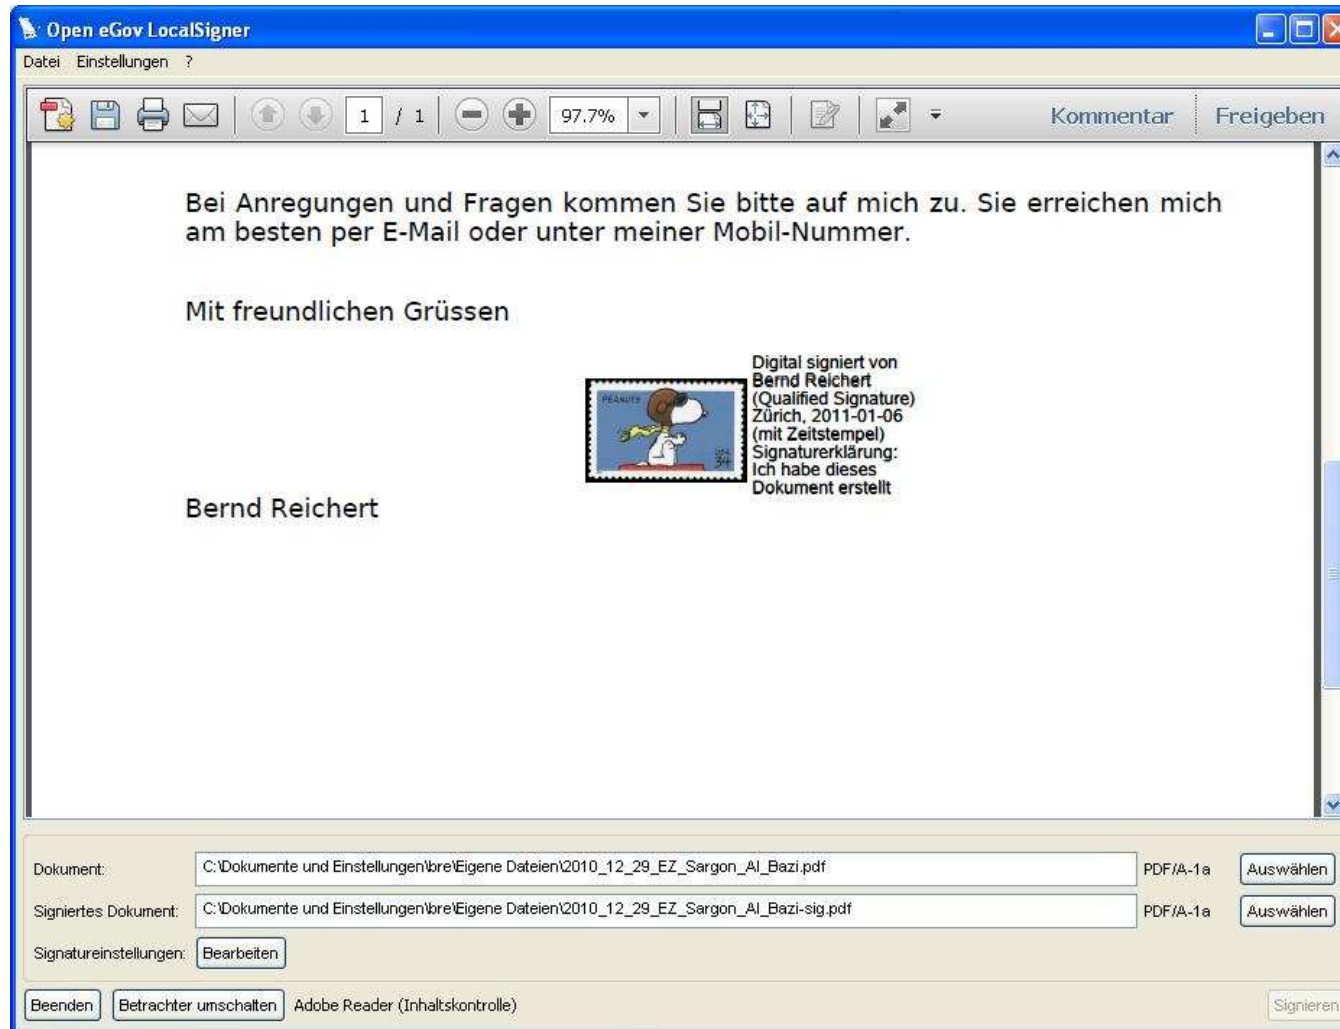 Open eGov LocalSigner
Datei Einstellungen ?
1 / 1 97.7% Kommentar Freigeben
Bei Anregungen und Fragen kommen Sie bitte auf mich zu. Sie erreichen mich
am besten per E-Mail oder unter meiner Mobil-Nummer.
Mit freundlichen Grüssen
PEANUTS
34
Digital signiert von
Bernd Reichert
(Qualified Signature)
Zürich, 2011-01-06
(mit Zeitstempel)
Signaturerklärung:
Ich habe dieses
Dokument erstellt
Bernd Reichert
Dokument: C:\Dokumente und Einstellungen\bre\Eigene Dateien\2010_12_29_EZ_Sargon_Al_Bazi.pdf PDF/A-1a Auswählen
Signiertes Dokument: C:\Dokumente und Einstellungen\bre\Eigene Dateien\2010_12_29_EZ_Sargon_Al_Bazi-sig.pdf PDF/A-1a Auswählen
Signatureinstellungen: Bearbeiten
Beenden Betrachter umschalten Adobe Reader (Inhaltskontrolle) Signieren